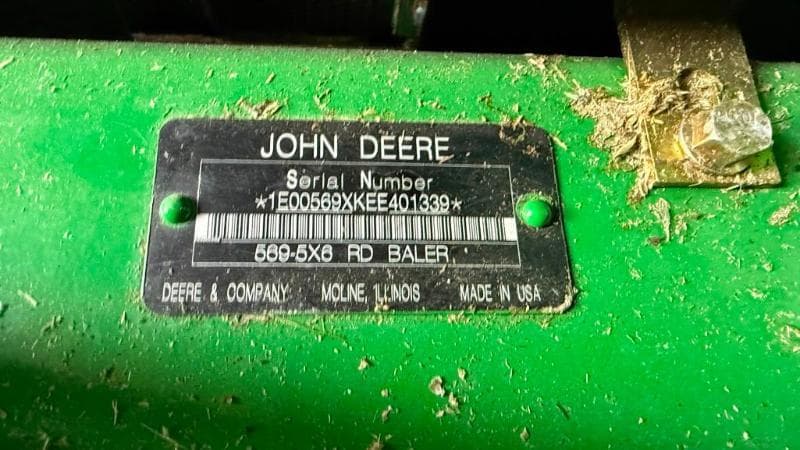 JOHN DEERE
Serial Number
*1E00569XKEE401339*
569-5X6 RD BALER
DEERE & COMPANY MOLINE, ILLINOIS MADE IN USA